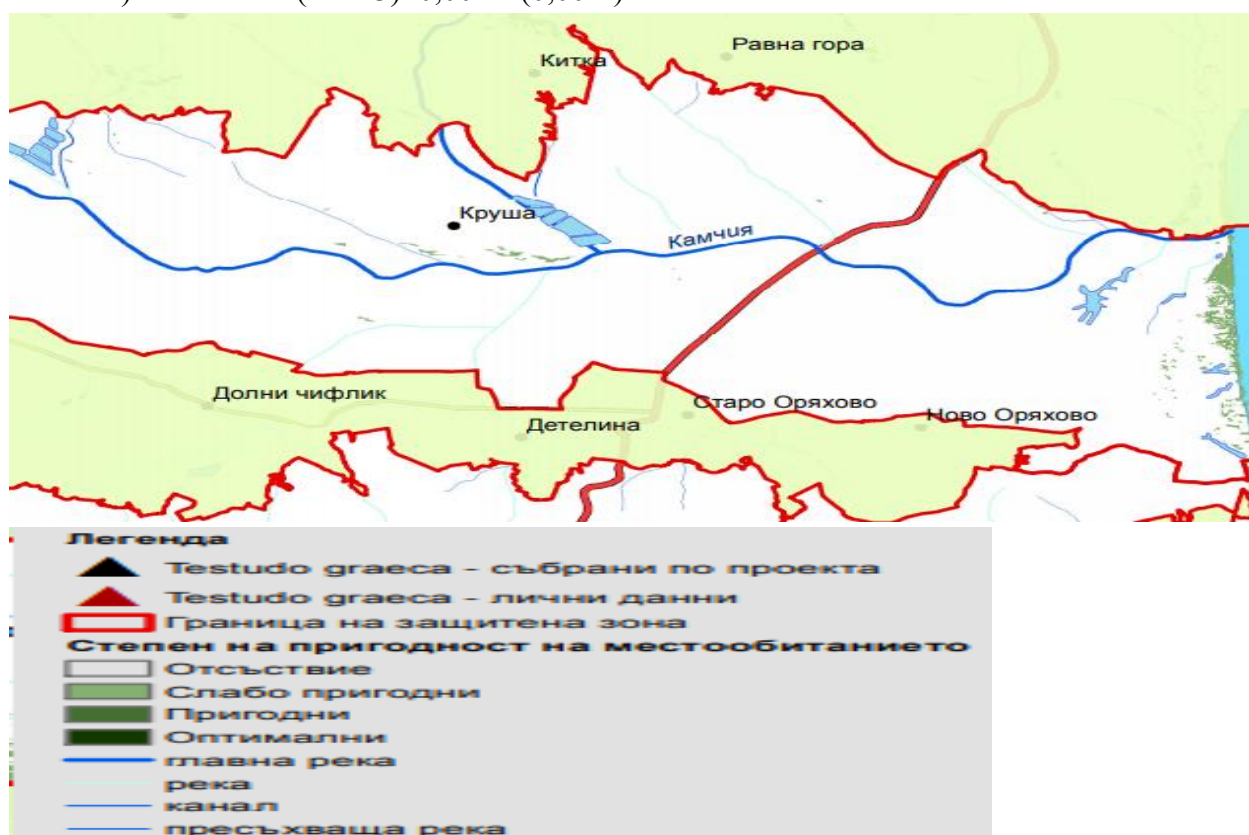 Равна гора
Китка
Круша
Камчия
Долни чифлик
Старо Оряхово
Ново Оряхово
Детелина
Легенда
Testudo graeca - събрани по проекта
Testudo graeca - лични данни
Граница на защитена зона
Степен на пригодност на местообитанието
Отсъствие
Слабо пригодни
Пригодни
Оптимални
главна река
река
канал
пресъхваща река